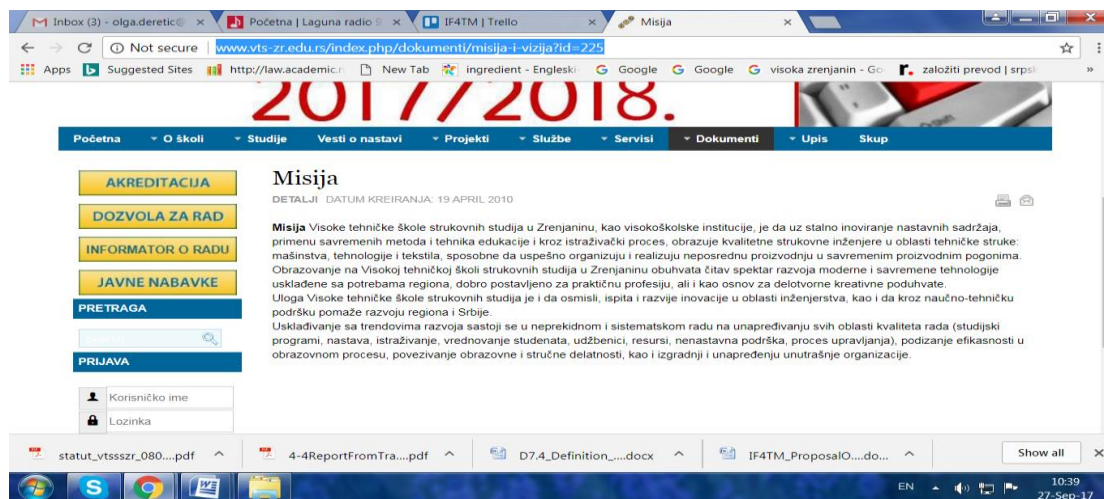 Inbox (3) - olga.deretic@
Početna | Laguna radio 9
IF4TM | Trello
Misija
Not secure | www.vts-zr.edu.rs/index.php/dokumenti/misija-i-vizija?id=225
Apps Suggested Sites http://law.academic.r New Tab ingredient - Engleski Google Google visoka zrenjanin - Go založiti prevod | srps »
2017/2018.
Početna O školi Studije Vesti o nastavi Projekti Službe Servisi Dokumenti Upis Skup
AKREDITACIJA
DOZVOLA ZA RAD
INFORMATOR O RADU
JAVNE NABAVKE
PRETRAGA
PRIJAVA
Korisničko ime
Lozinka
Misija
DETALJI DATUM KREIRANJA: 19 APRIL 2010
Misija Visoke tehničke škole strukovnih studija u Zrenjaninu, kao visokoškolske institucije, je da uz stalno inoviranje nastavnih sadržaja,
primenu savremenih metoda i tehnika edukacije i kroz istraživački proces, obrazuje kvalitetne strukovne inženjere u oblasti tehničke struke:
mašinstva, tehnologije i tekstila, sposobne da uspešno organizuju i realizuju neposrednu proizvodnju u savremenim proizvodnim pogonima.
Obrazovanje na Visokoj tehničkoj školi strukovnih studija u Zrenjaninu obuhvata čitav spektar razvoja moderne i savremene tehnologije
usklađene sa potrebama regiona, dobro postavljeno za praktičnu profesiju, ali i kao osnov za delotvorne kreativne poduhvate.
Uloga Visoke tehničke škole strukovnih studija je i da osmisli, ispita i razvije inovacije u oblasti inženjerstva, kao i da kroz naučno-tehničku
podršku pomaže razvoju regiona i Srbije.
Usklađivanje sa trendovima razvoja sastoji se u neprekidnom i sistematskom radu na unapređivanju svih oblasti kvaliteta rada (studijski
programi, nastava, istraživanje, vrednovanje studenata, udžbenici, resursi, nenastavna podrška, proces upravljanja), podizanje efikasnosti u
obrazovnom procesu, povezivanje obrazovne i stručne delatnosti, kao i izgradnji i unapređenju unutrašnje organizacije.
statut_vtssszr_080....pdf
4-4ReportFromTra....pdf
D7.4_Definition_....docx
IF4TM_ProposalO....do...
Show all
EN
10:39
27-Sep-17